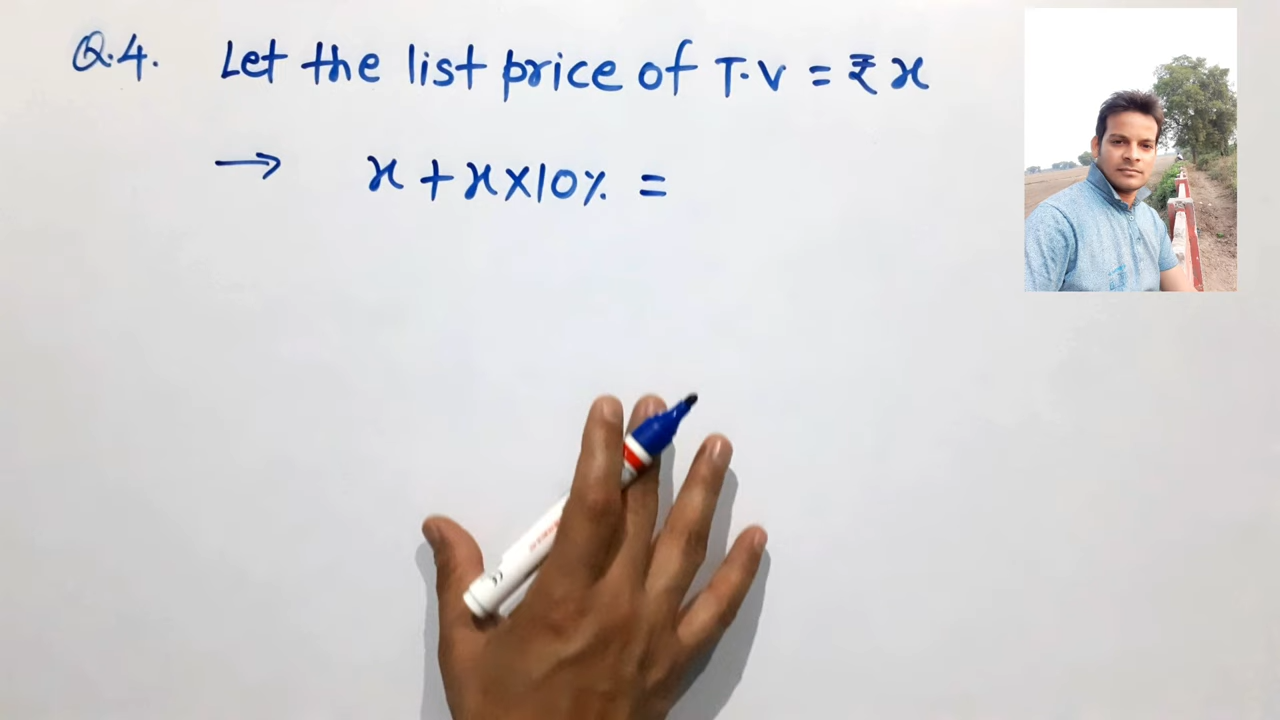 Q.4. Let the list price of T.V = ₹ x
→ x + x×10% =